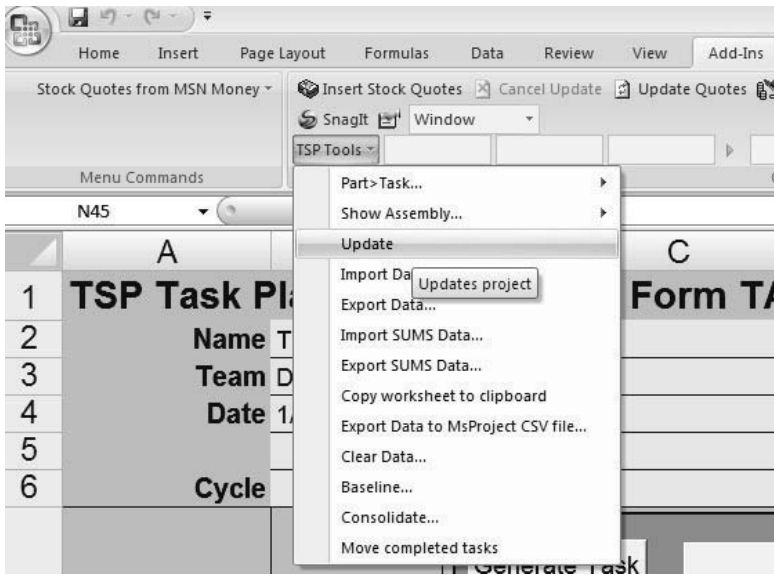 Home Insert Page Layout Formulas Data Review View Add-Ins
Stock Quotes from MSN Money Insert Stock Quotes Cancel Update Update Quotes
SnagIt Window
TSP Tools
Menu Commands
Part>Task...
N45
Show Assembly...
Update
A C
Import Da
Updates project
1 TSP Task Pl Form TA
Export Data...
2 Name T
Import SUMS Data...
3 Team D
Export SUMS Data...
Copy worksheet to clipboard
4 Date 1/
Export Data to MsProject CSV file...
5
Clear Data...
6 Cycle
Baseline...
Consolidate...
Move completed tasks
Generate Task